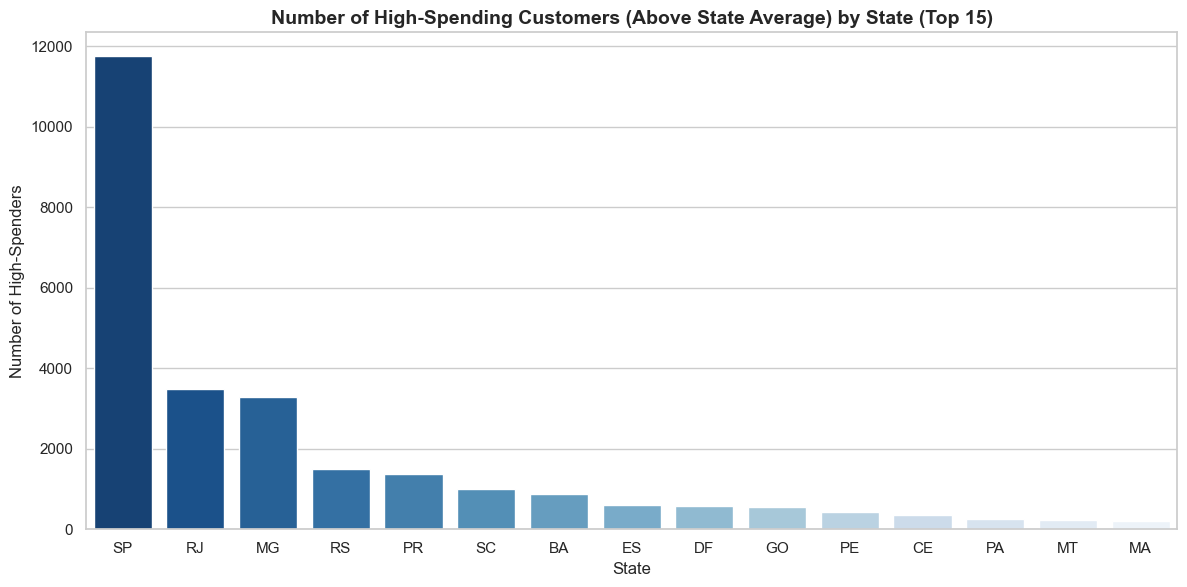 Number of High-Spending Customers (Above State Average) by State (Top 15)
Number of High-Spenders
12000
10000
8000
6000
4000
2000
0
SP RJ MG RS PR SC BA ES DF GO PE CE PA MT MA
State